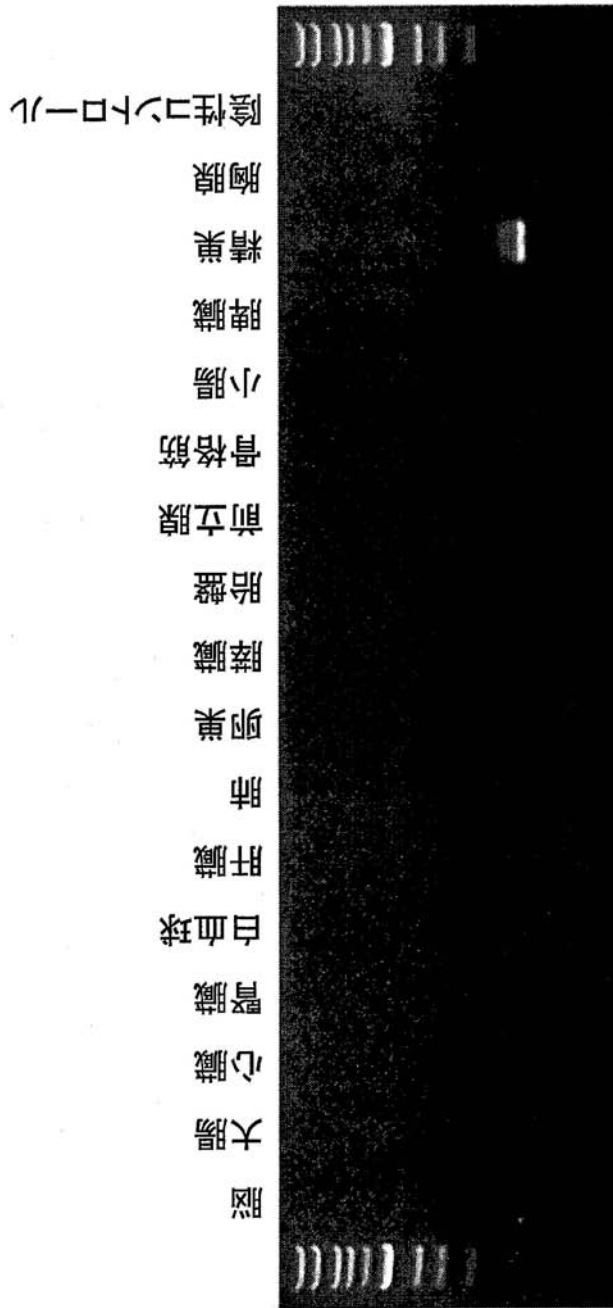 脳
大腸
心臓
腎臓
白血球
肝臓
肺
卵巣
膵臓
胎盤
前立腺
骨格筋
小腸
脾臓
精巣
胸腺
陰性コントロール